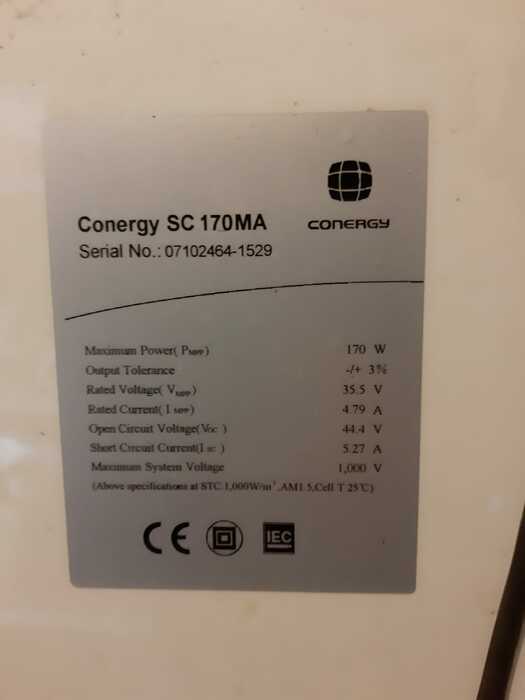 CONERGY
Conergy SC 170MA
Serial No.: 07102464-1529
Maximum Power( PMPP) 170 W
Output Tolerance -/+ 3%
Rated Voltage( VMPP) 35.5 V
Rated Current( I MPP) 4.79 A
Open Circuit Voltage(Voc ) 44.4 V
Short Circuit Current(I sc ) 5.27 A
Maximum System Voltage 1,000 V
(Above specifications at STC 1,000W/m²,AM1.5,Cell T 25℃)
CE IEC